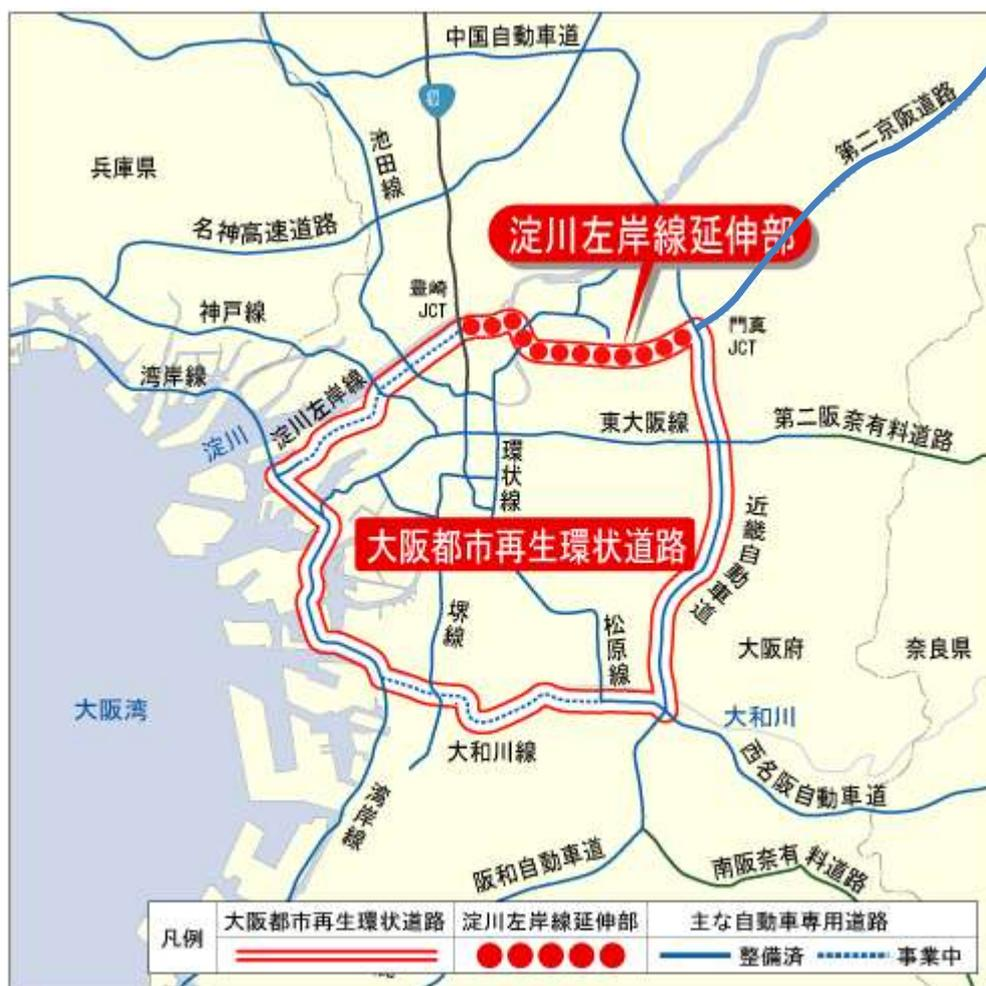 中国自動車道
第二京阪道路
池田線
兵庫県
名神高速道路
淀川左岸線延伸部
豊崎
JCT
神戸線
門真
JCT
湾岸線
淀川左岸線
淀川
東大阪線
第二阪奈有料道路
環状線
大阪都市再生環状道路
近畿自動車道
堺線
松原線
大阪府
奈良県
大阪湾
大和川
大和川線
西名阪自動車道
湾岸線
阪和自動車道
南阪奈有料道路
凡例
大阪都市再生環状道路
淀川左岸線延伸部
主な自動車専用道路
整備済
事業中